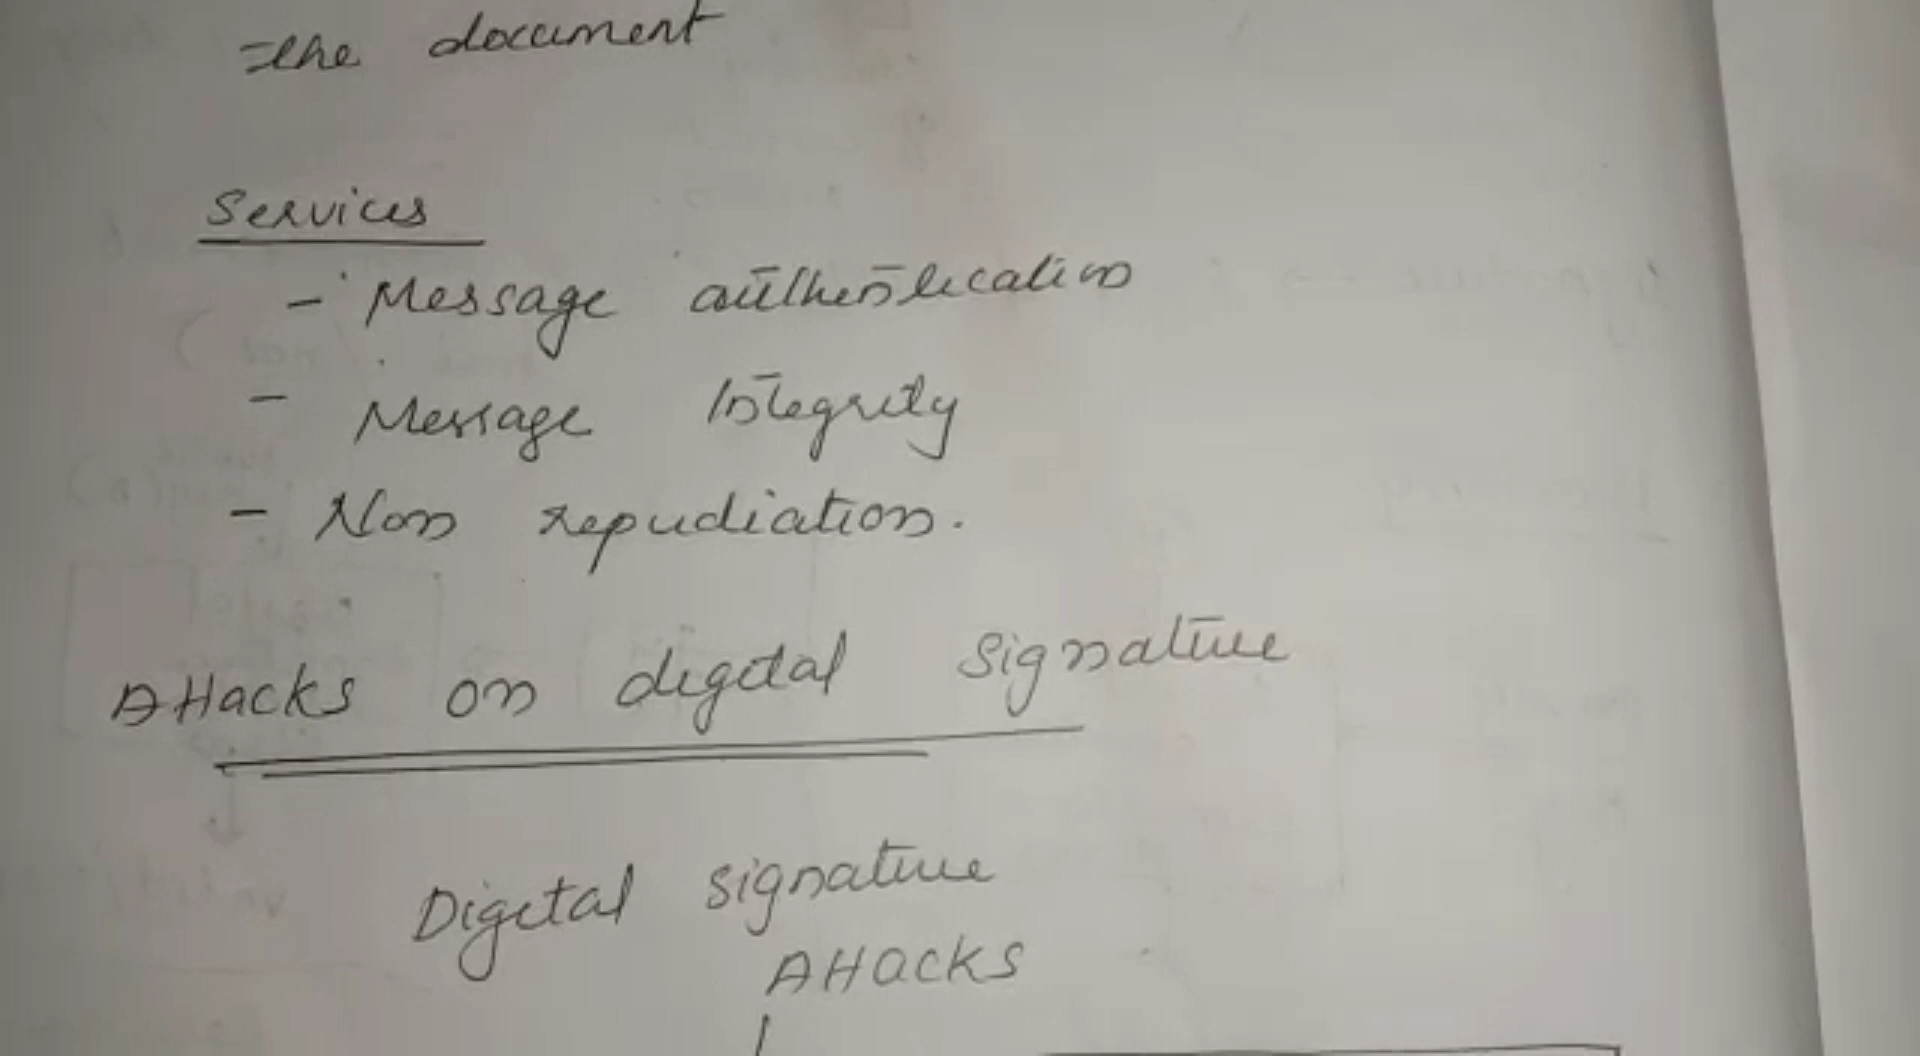 the document
Services
- Message authentication
- Message Integrity
- Non repudiation.
Attacks on digital signature
Digital signature
Attacks